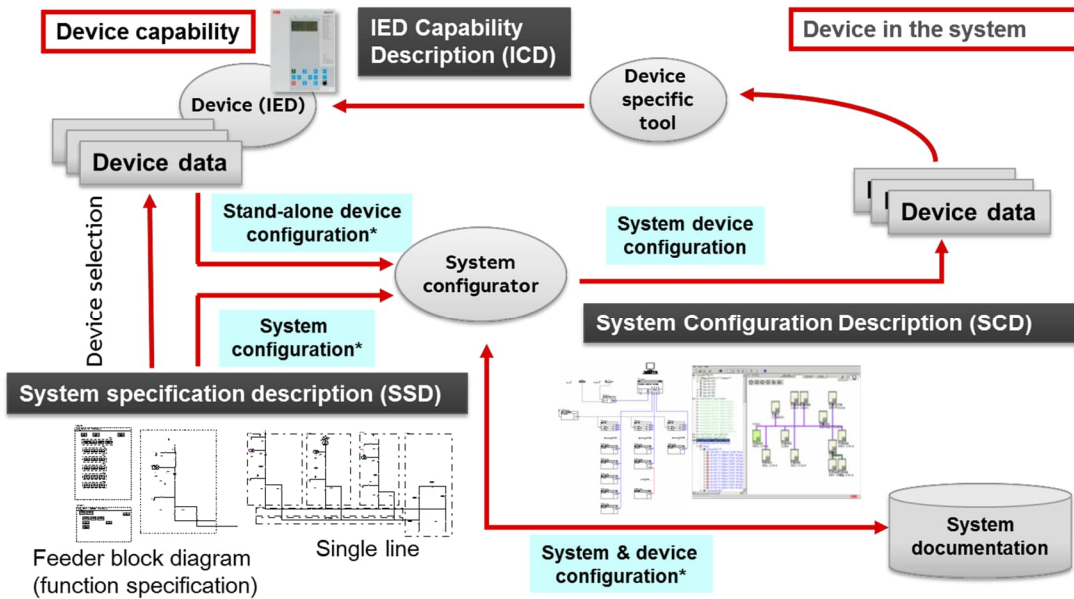 Device capability
IED Capability
Description (ICD)
Device in the system
Device (IED)
Device
specific
tool
Device data
Device data
Device selection
Stand-alone device
configuration*
System device
configuration
System
configurator
System
configuration*
System Configuration Description (SCD)
System specification description (SSD)
Feeder block diagram
(function specification)
Single line
System & device
configuration*
System
documentation